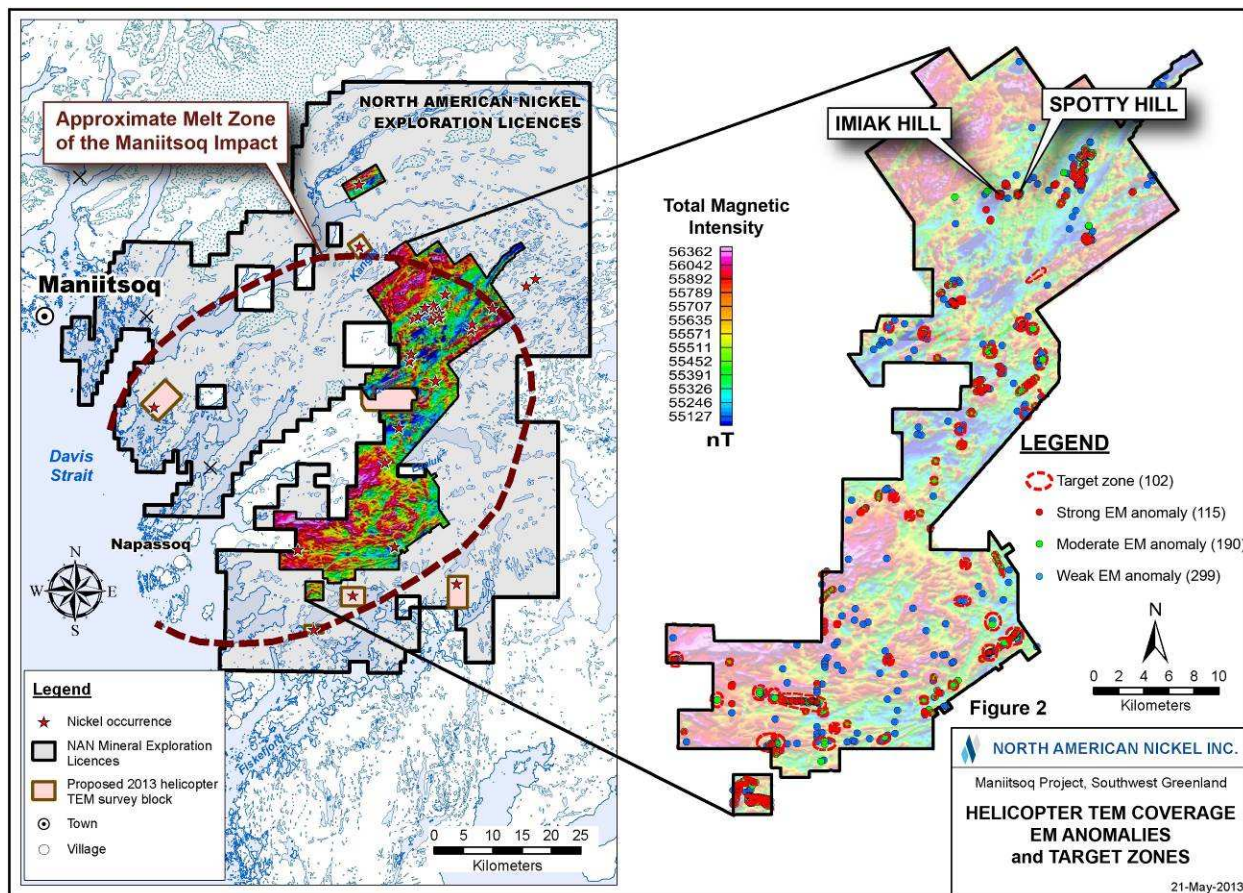 NORTH AMERICAN NICKEL
EXPLORATION LICENCES
Approximate Melt Zone
of the Maniitsoq Impact
Maniitsoq
Davis
Strait
Napassoq
N
W
E
S
Legend
Nickel occurrence
NAN Mineral Exploration
Licences
Proposed 2013 helicopter
TEM survey block
Town
Village
0 5 10 15 20 25
Kilometers
SPOTTY HILL
IMIAK HILL
Total Magnetic
Intensity
56362
56042
55892
55789
55707
55635
55571
55511
55452
55391
55326
55246
55127
nT
LEGEND
Target zone (102)
Strong EM anomaly (115)
Moderate EM anomaly (190)
Weak EM anomaly (299)
N
0 2 4 6 8 10
Kilometers
Figure 2
NORTH AMERICAN NICKEL INC.
Maniitsoq Project, Southwest Greenland
HELICOPTER TEM COVERAGE
EM ANOMALIES
and TARGET ZONES
21-May-2013